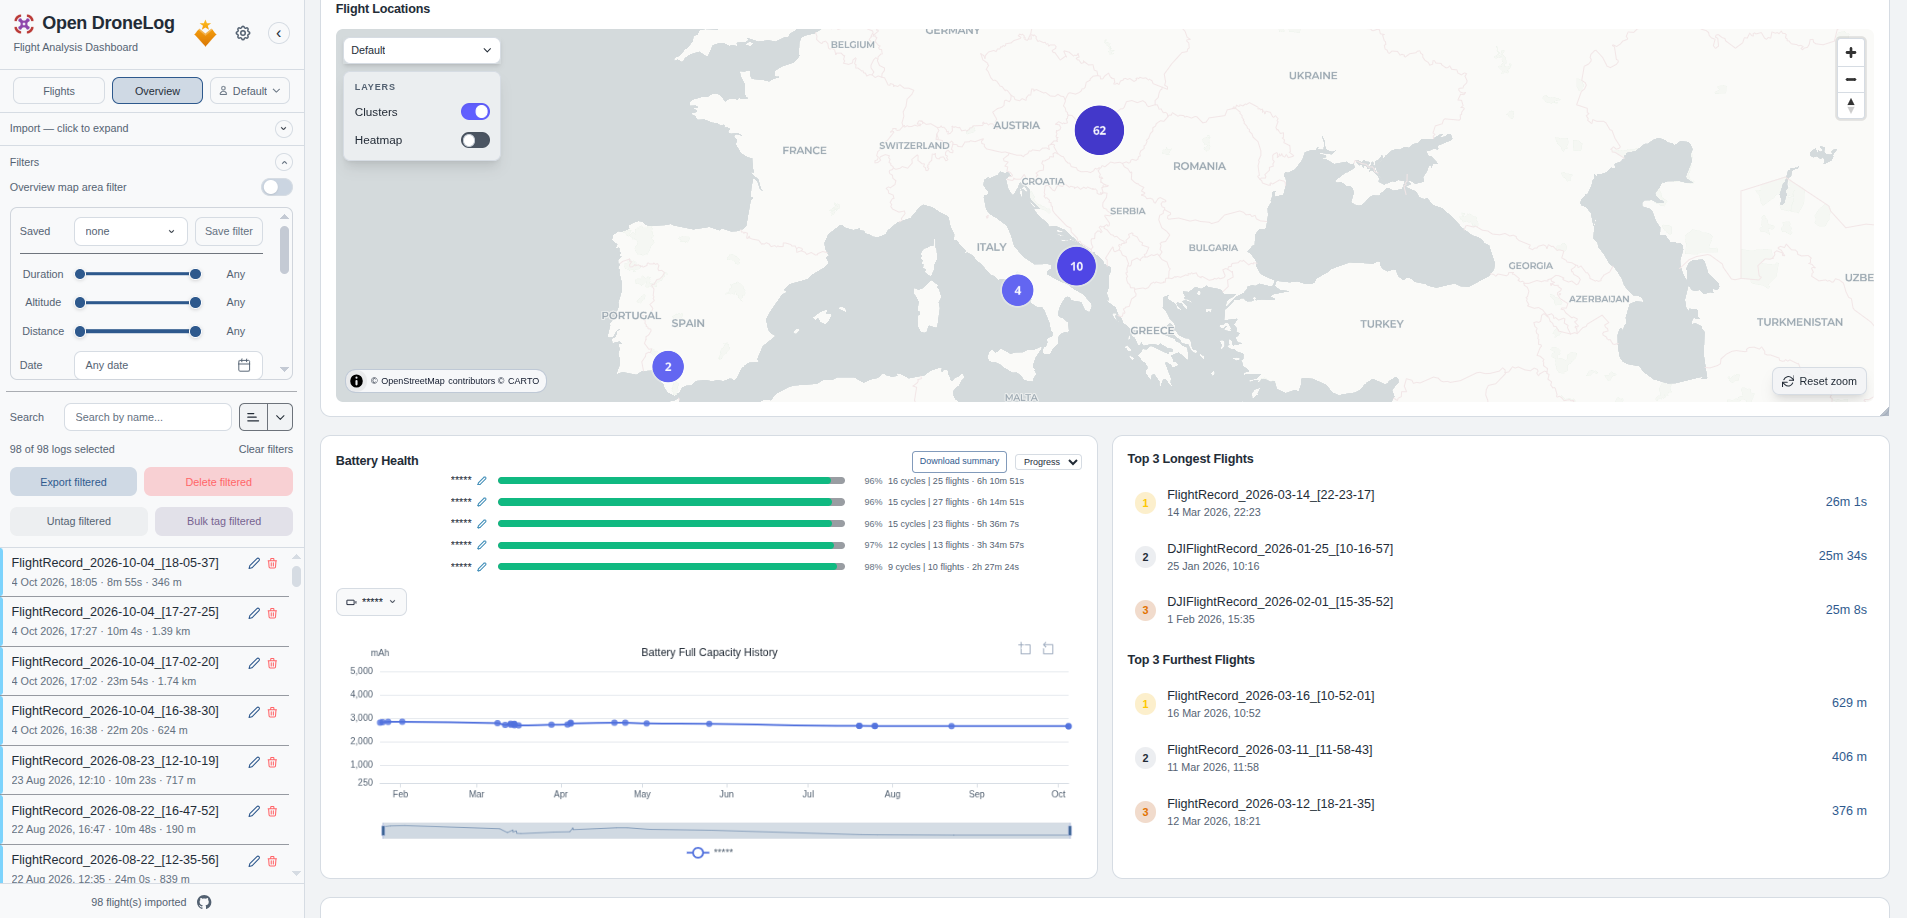 Open DroneLog
Flight Analysis Dashboard
Flights
Overview
Default
Import — click to expand
Filters
Overview map area filter
Saved
none
Save filter
Duration
Any
Altitude
Any
Distance
Any
Date
Any date
Search
Search by name...
98 of 98 logs selected
Clear filters
Export filtered
Delete filtered
Untag filtered
Bulk tag filtered
FlightRecord_2026-10-04_[18-05-37]
4 Oct 2026, 18:05 · 8m 55s · 346 m
FlightRecord_2026-10-04_[17-27-25]
4 Oct 2026, 17:27 · 10m 4s · 1.39 km
FlightRecord_2026-10-04_[17-02-20]
4 Oct 2026, 17:02 · 23m 54s · 1.74 km
FlightRecord_2026-10-04_[16-38-30]
4 Oct 2026, 16:38 · 22m 20s · 624 m
FlightRecord_2026-08-23_[12-10-19]
23 Aug 2026, 12:10 · 10m 23s · 717 m
FlightRecord_2026-08-22_[16-47-52]
22 Aug 2026, 16:47 · 10m 48s · 190 m
FlightRecord_2026-08-22_[12-35-56]
22 Aug 2026, 12:35 · 24m 0s · 839 m
98 flight(s) imported
Flight Locations
Default
LAYERS
Clusters
Heatmap
GERMANY
BELGIUM
UKRAINE
AUSTRIA
62
FRANCE
SWITZERLAND
ROMANIA
CROATIA
SERBIA
ITALY
BULGARIA
10
GEORGIA
UZBE
4
AZERBAIJAN
PORTUGAL
SPAIN
GREECE
TURKEY
TURKMENISTAN
2
MALTA
© OpenStreetMap contributors © CARTO
Reset zoom
Battery Health
Download summary
Progress
*****
96% 16 cycles | 25 flights · 6h 10m 51s
*****
96% 15 cycles | 27 flights · 6h 14m 51s
*****
96% 15 cycles | 23 flights · 5h 36m 7s
*****
97% 12 cycles | 13 flights · 3h 34m 57s
*****
98% 9 cycles | 10 flights · 2h 27m 24s
*****
Battery Full Capacity History
mAh
5,000
4,000
3,000
2,000
1,000
250
Feb Mar Apr May Jun Jul Aug Sep Oct
*****
Top 3 Longest Flights
1
FlightRecord_2026-03-14_[22-23-17]
14 Mar 2026, 22:23
26m 1s
2
DJIFlightRecord_2026-01-25_[10-16-57]
25 Jan 2026, 10:16
25m 34s
3
DJIFlightRecord_2026-02-01_[15-35-52]
1 Feb 2026, 15:35
25m 8s
Top 3 Furthest Flights
1
FlightRecord_2026-03-16_[10-52-01]
16 Mar 2026, 10:52
629 m
2
FlightRecord_2026-03-11_[11-58-43]
11 Mar 2026, 11:58
406 m
3
FlightRecord_2026-03-12_[18-21-35]
12 Mar 2026, 18:21
376 m